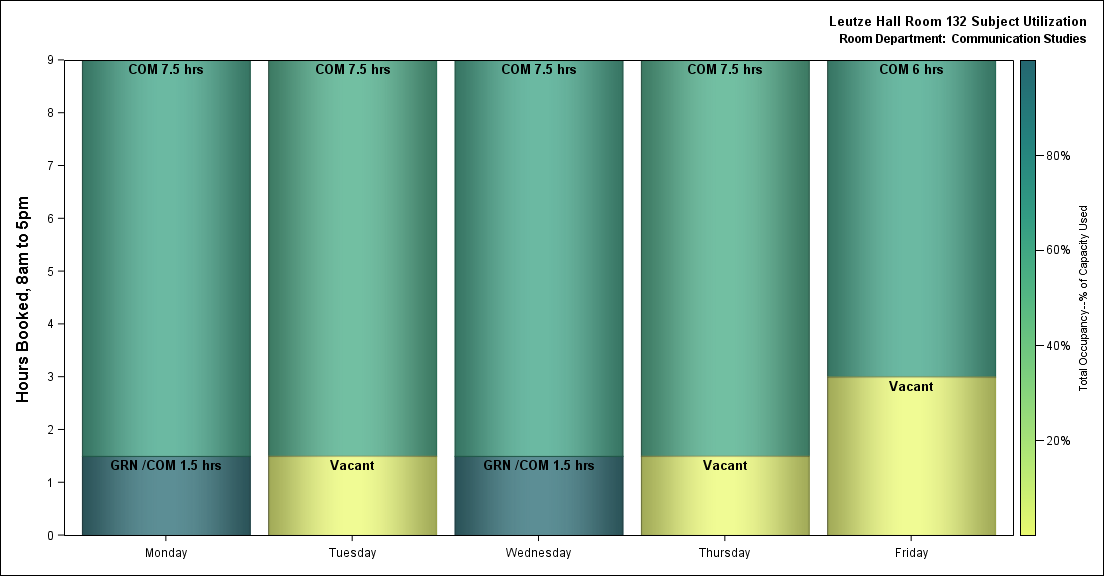 Leutze Hall Room 132 Subject Utilization
Room Department: Communication Studies
Hours Booked, 8am to 5pm
9
8
7
6
5
4
3
2
1
0
COM 7.5 hrs
COM 7.5 hrs
COM 7.5 hrs
COM 7.5 hrs
COM 6 hrs
Vacant
GRN /COM 1.5 hrs
Vacant
GRN /COM 1.5 hrs
Vacant
Monday
Tuesday
Wednesday
Thursday
Friday
80%
60%
40%
20%
Total Occupancy--% of Capacity Used